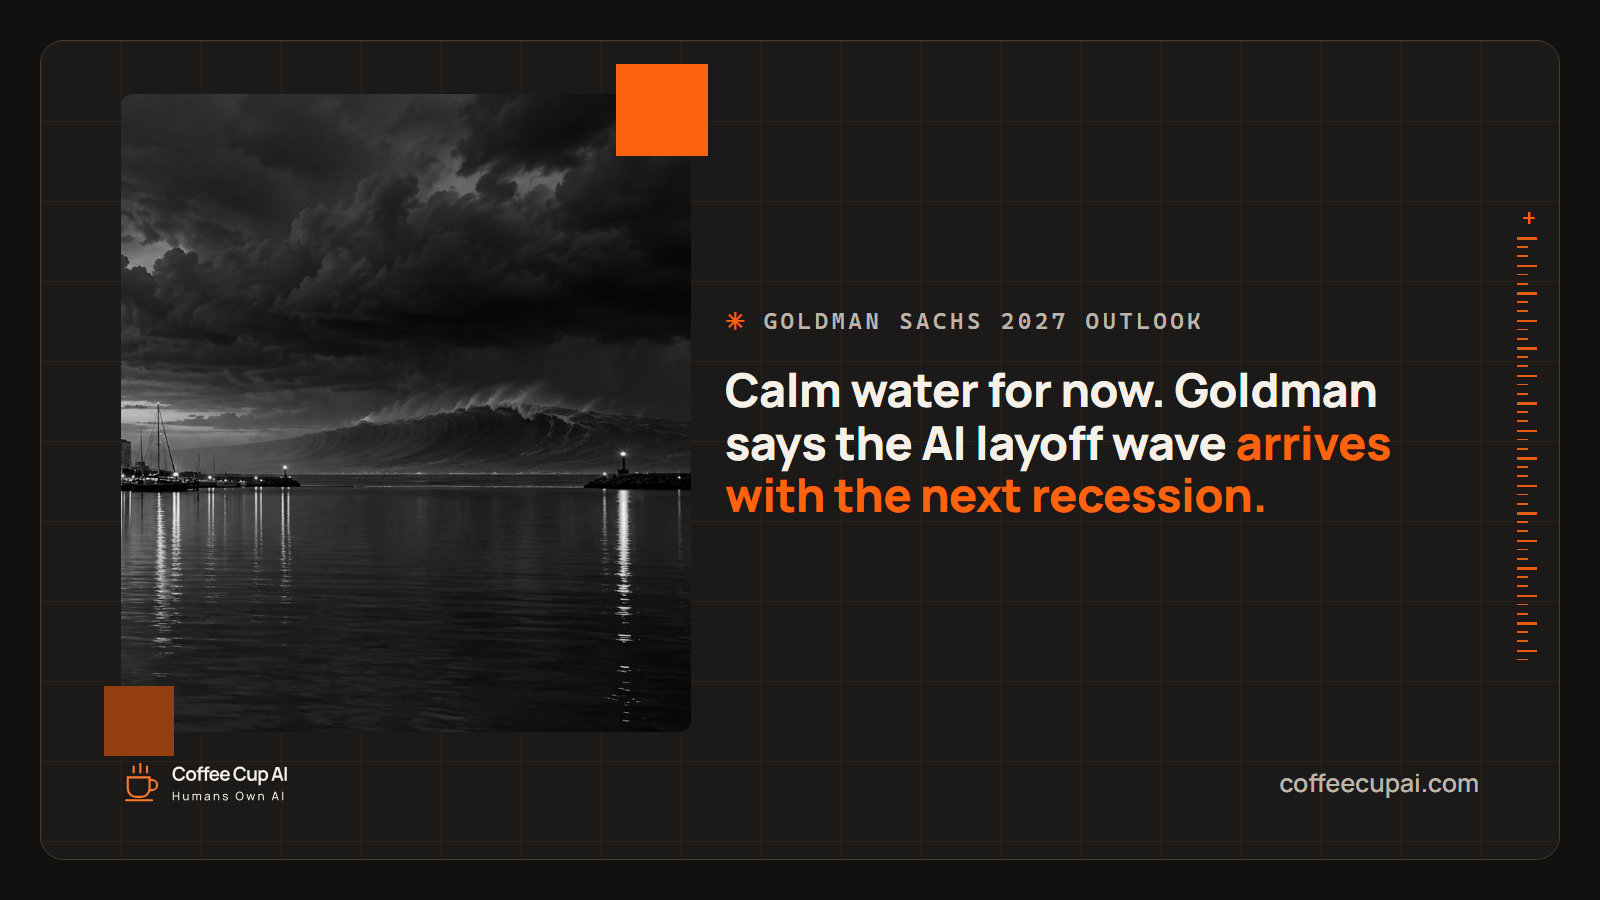 GOLDMAN SACHS 2027 OUTLOOK
Calm water for now. Goldman
says the AI layoff wave arrives
with the next recession.
Coffee Cup AI
Humans Own AI
coffeecupai.com